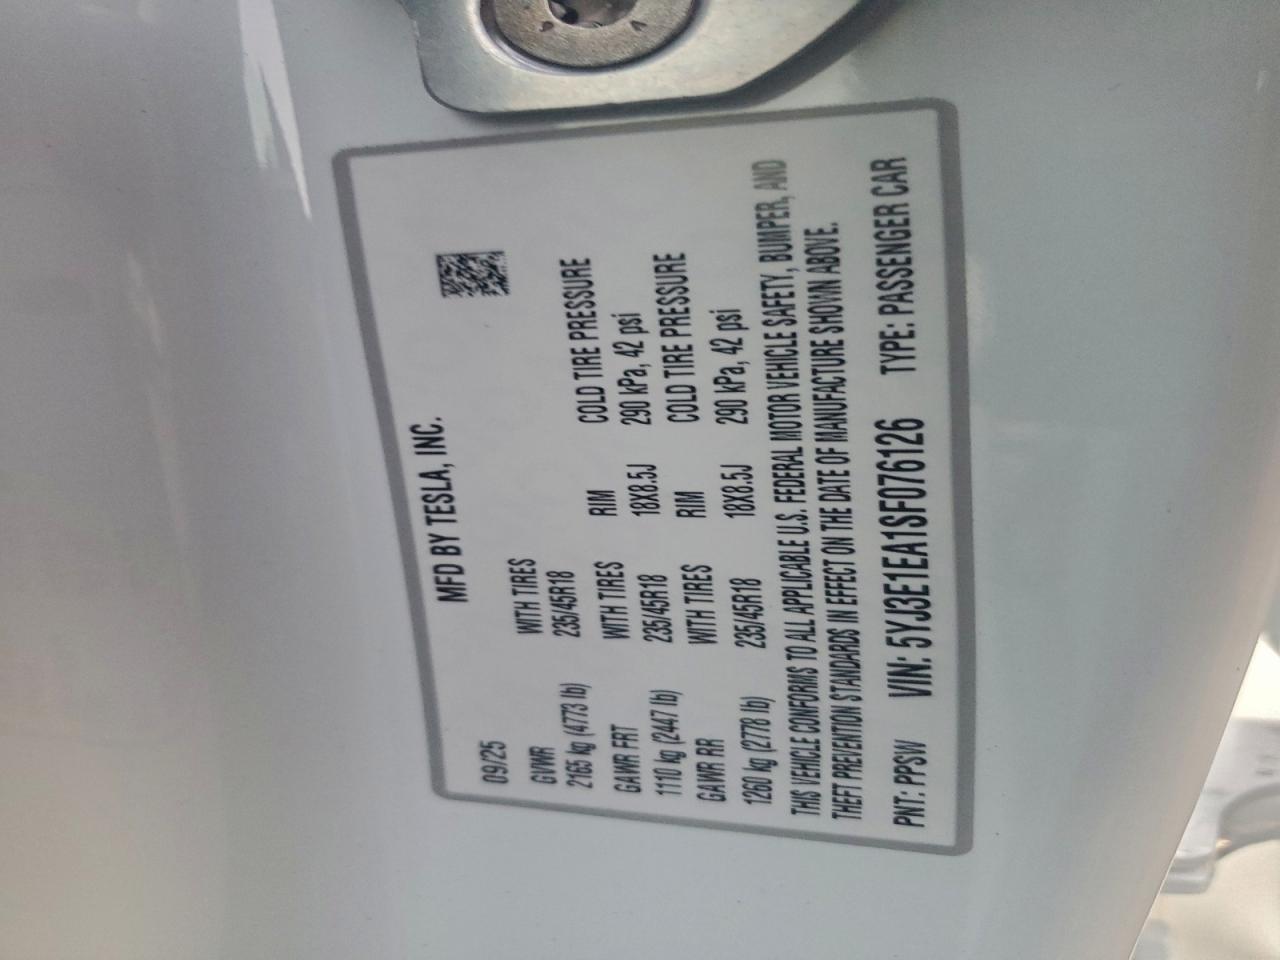 MFD BY TESLA, INC.
09/25
GVWR WITH TIRES
2165 kg (4773 lb) 235/45R18
GAWR FRT WITH TIRES RIM COLD TIRE PRESSURE
1110 kg (2447 lb) 235/45R18 18X8.5J 290 kPa, 42 psi
GAWR RR WITH TIRES RIM COLD TIRE PRESSURE
1260 kg (2778 lb) 235/45R18 18X8.5J 290 kPa, 42 psi
THIS VEHICLE CONFORMS TO ALL APPLICABLE U.S. FEDERAL MOTOR VEHICLE SAFETY, BUMPER, AND
THEFT PREVENTION STANDARDS IN EFFECT ON THE DATE OF MANUFACTURE SHOWN ABOVE.
PNT: PPSW VIN: 5YJ3E1EA1SF076126 TYPE: PASSENGER CAR